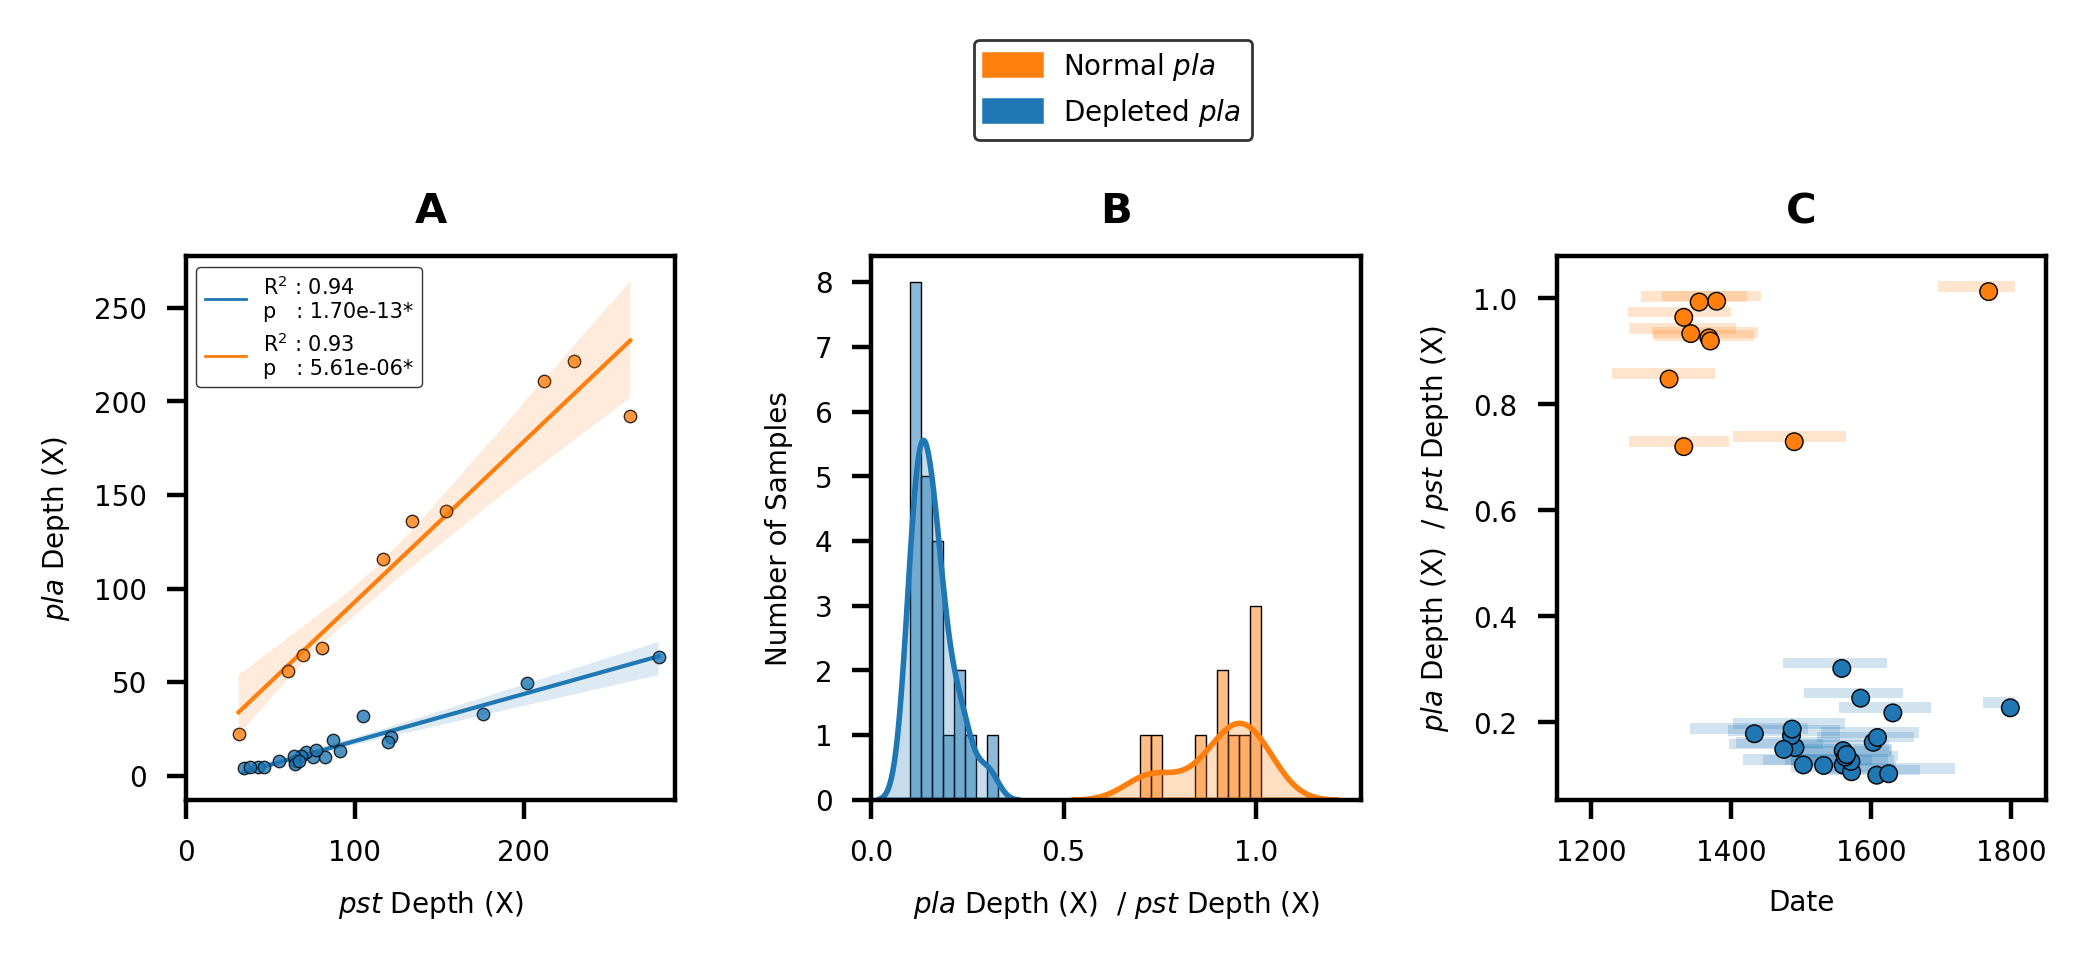 Normal pla
Depleted pla
A
R² : 0.94
p : 1.70e-13*
R² : 0.93
p : 5.61e-06*
250
200
150
100
50
0
0 100 200
pla Depth (X)
pst Depth (X)
B
8
7
6
5
4
3
2
1
0
0.0 0.5 1.0
Number of Samples
pla Depth (X) / pst Depth (X)
C
1.0
0.8
0.6
0.4
0.2
1200 1400 1600 1800
pla Depth (X) / pst Depth (X)
Date